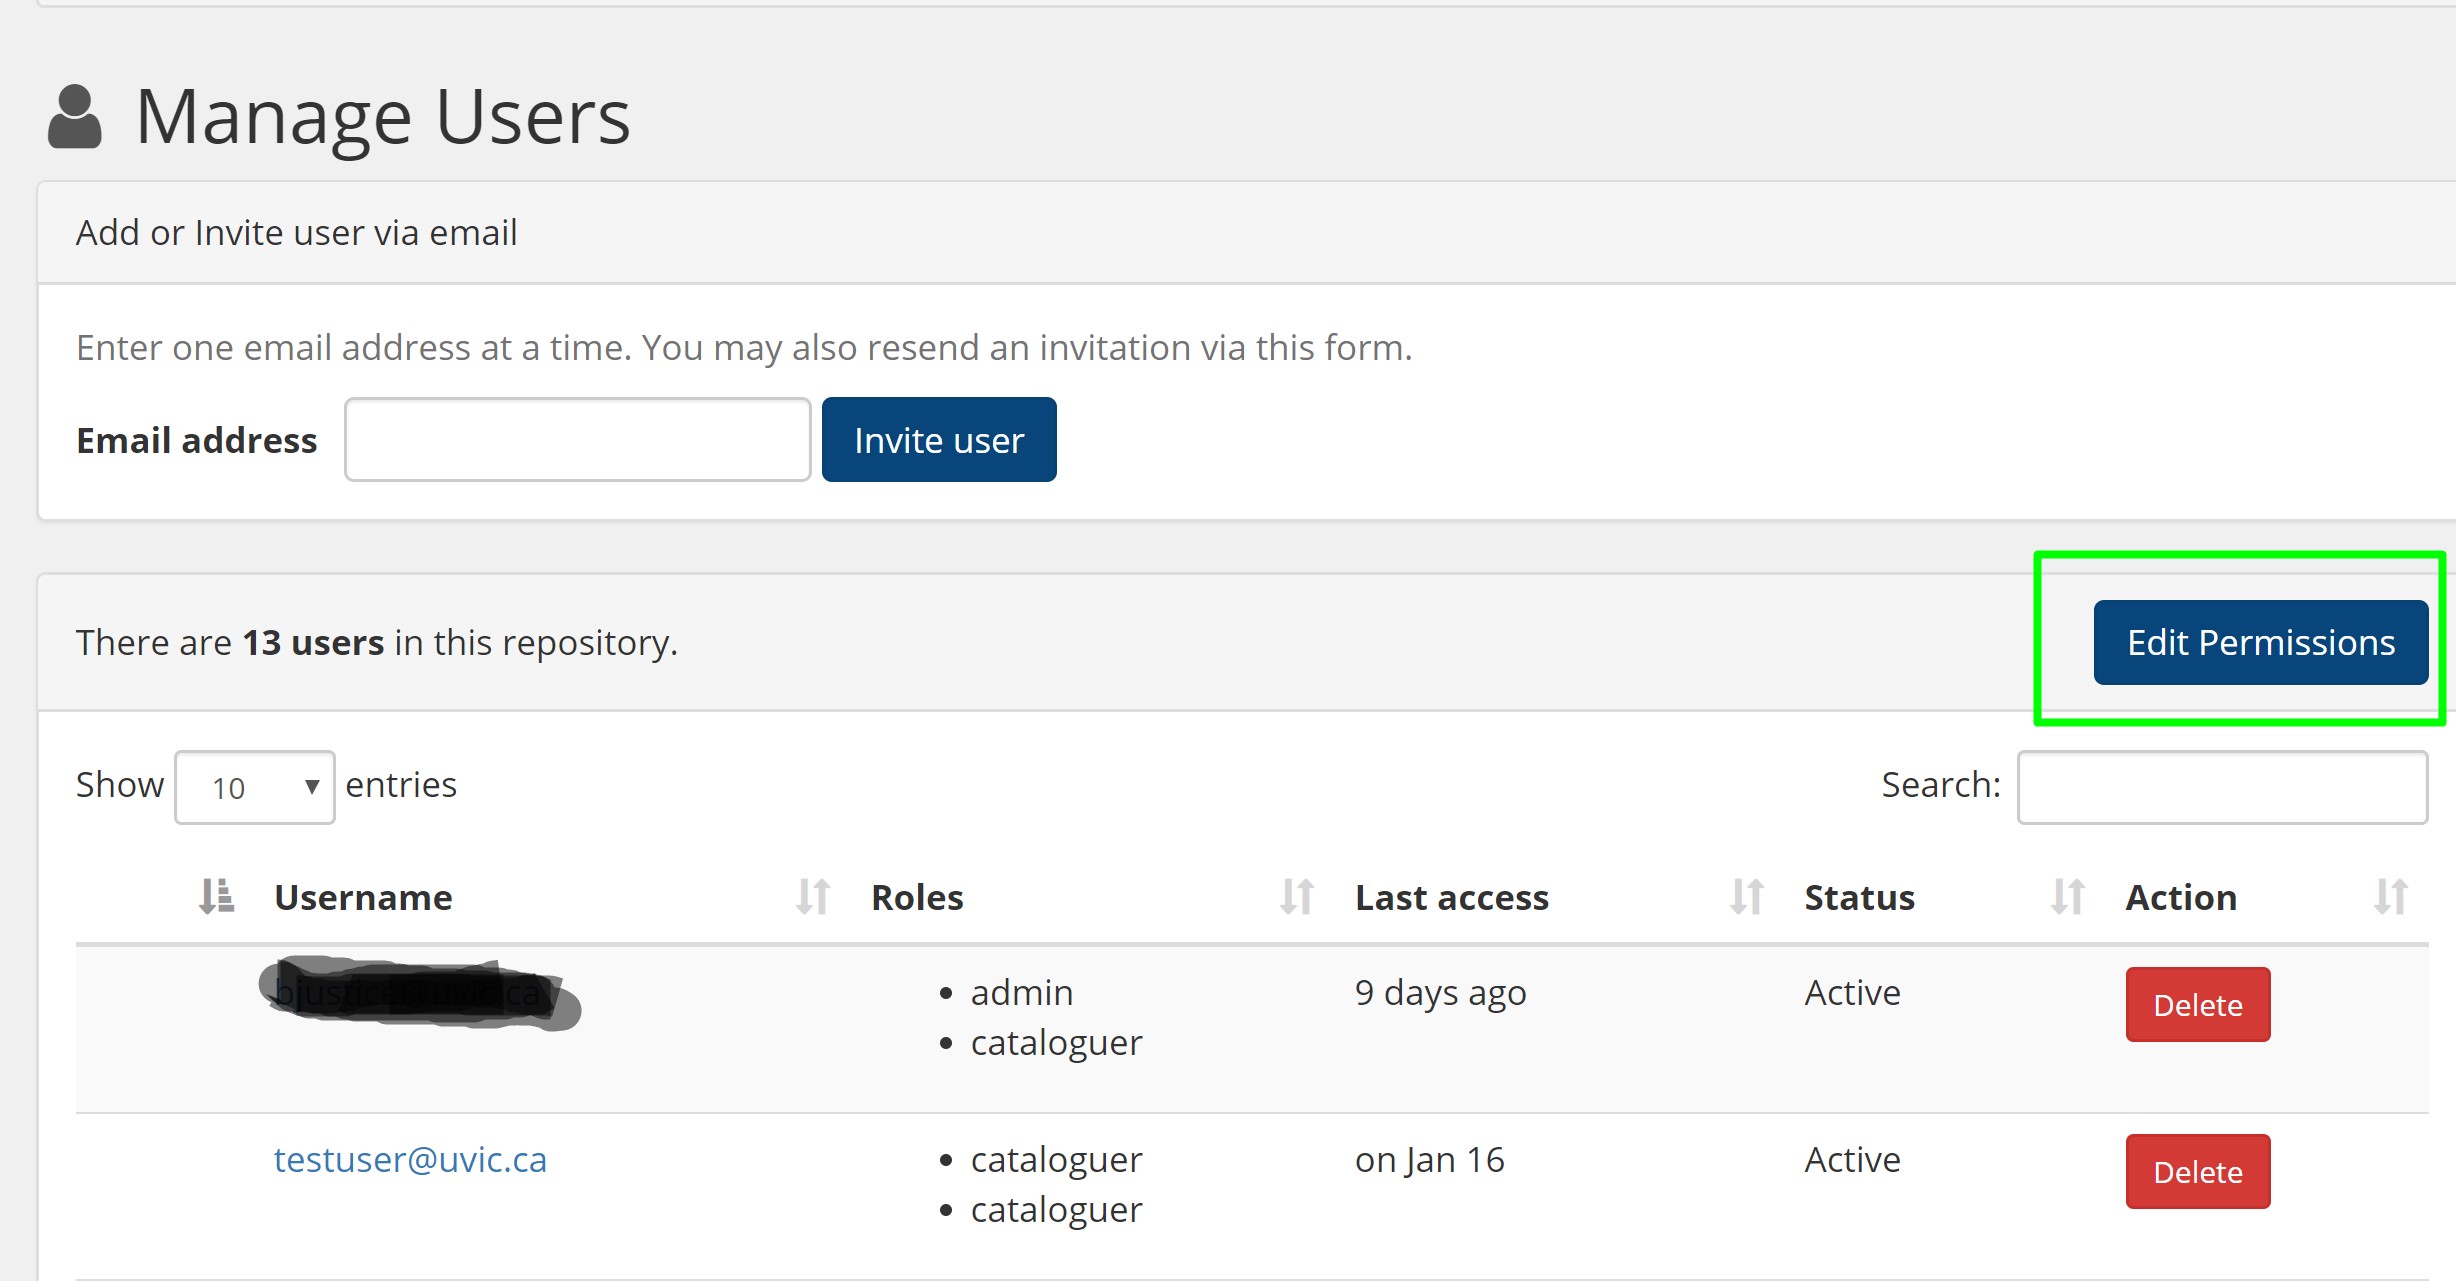 Manage Users
Add or Invite user via email
Enter one email address at a time. You may also resend an invitation via this form.
Email address Invite user
There are 13 users in this repository. Edit Permissions
Show 10 entries Search:
Username Roles Last access Status Action
admin 9 days ago Active Delete
cataloguer
testuser@uvic.ca cataloguer on Jan 16 Active Delete
cataloguer